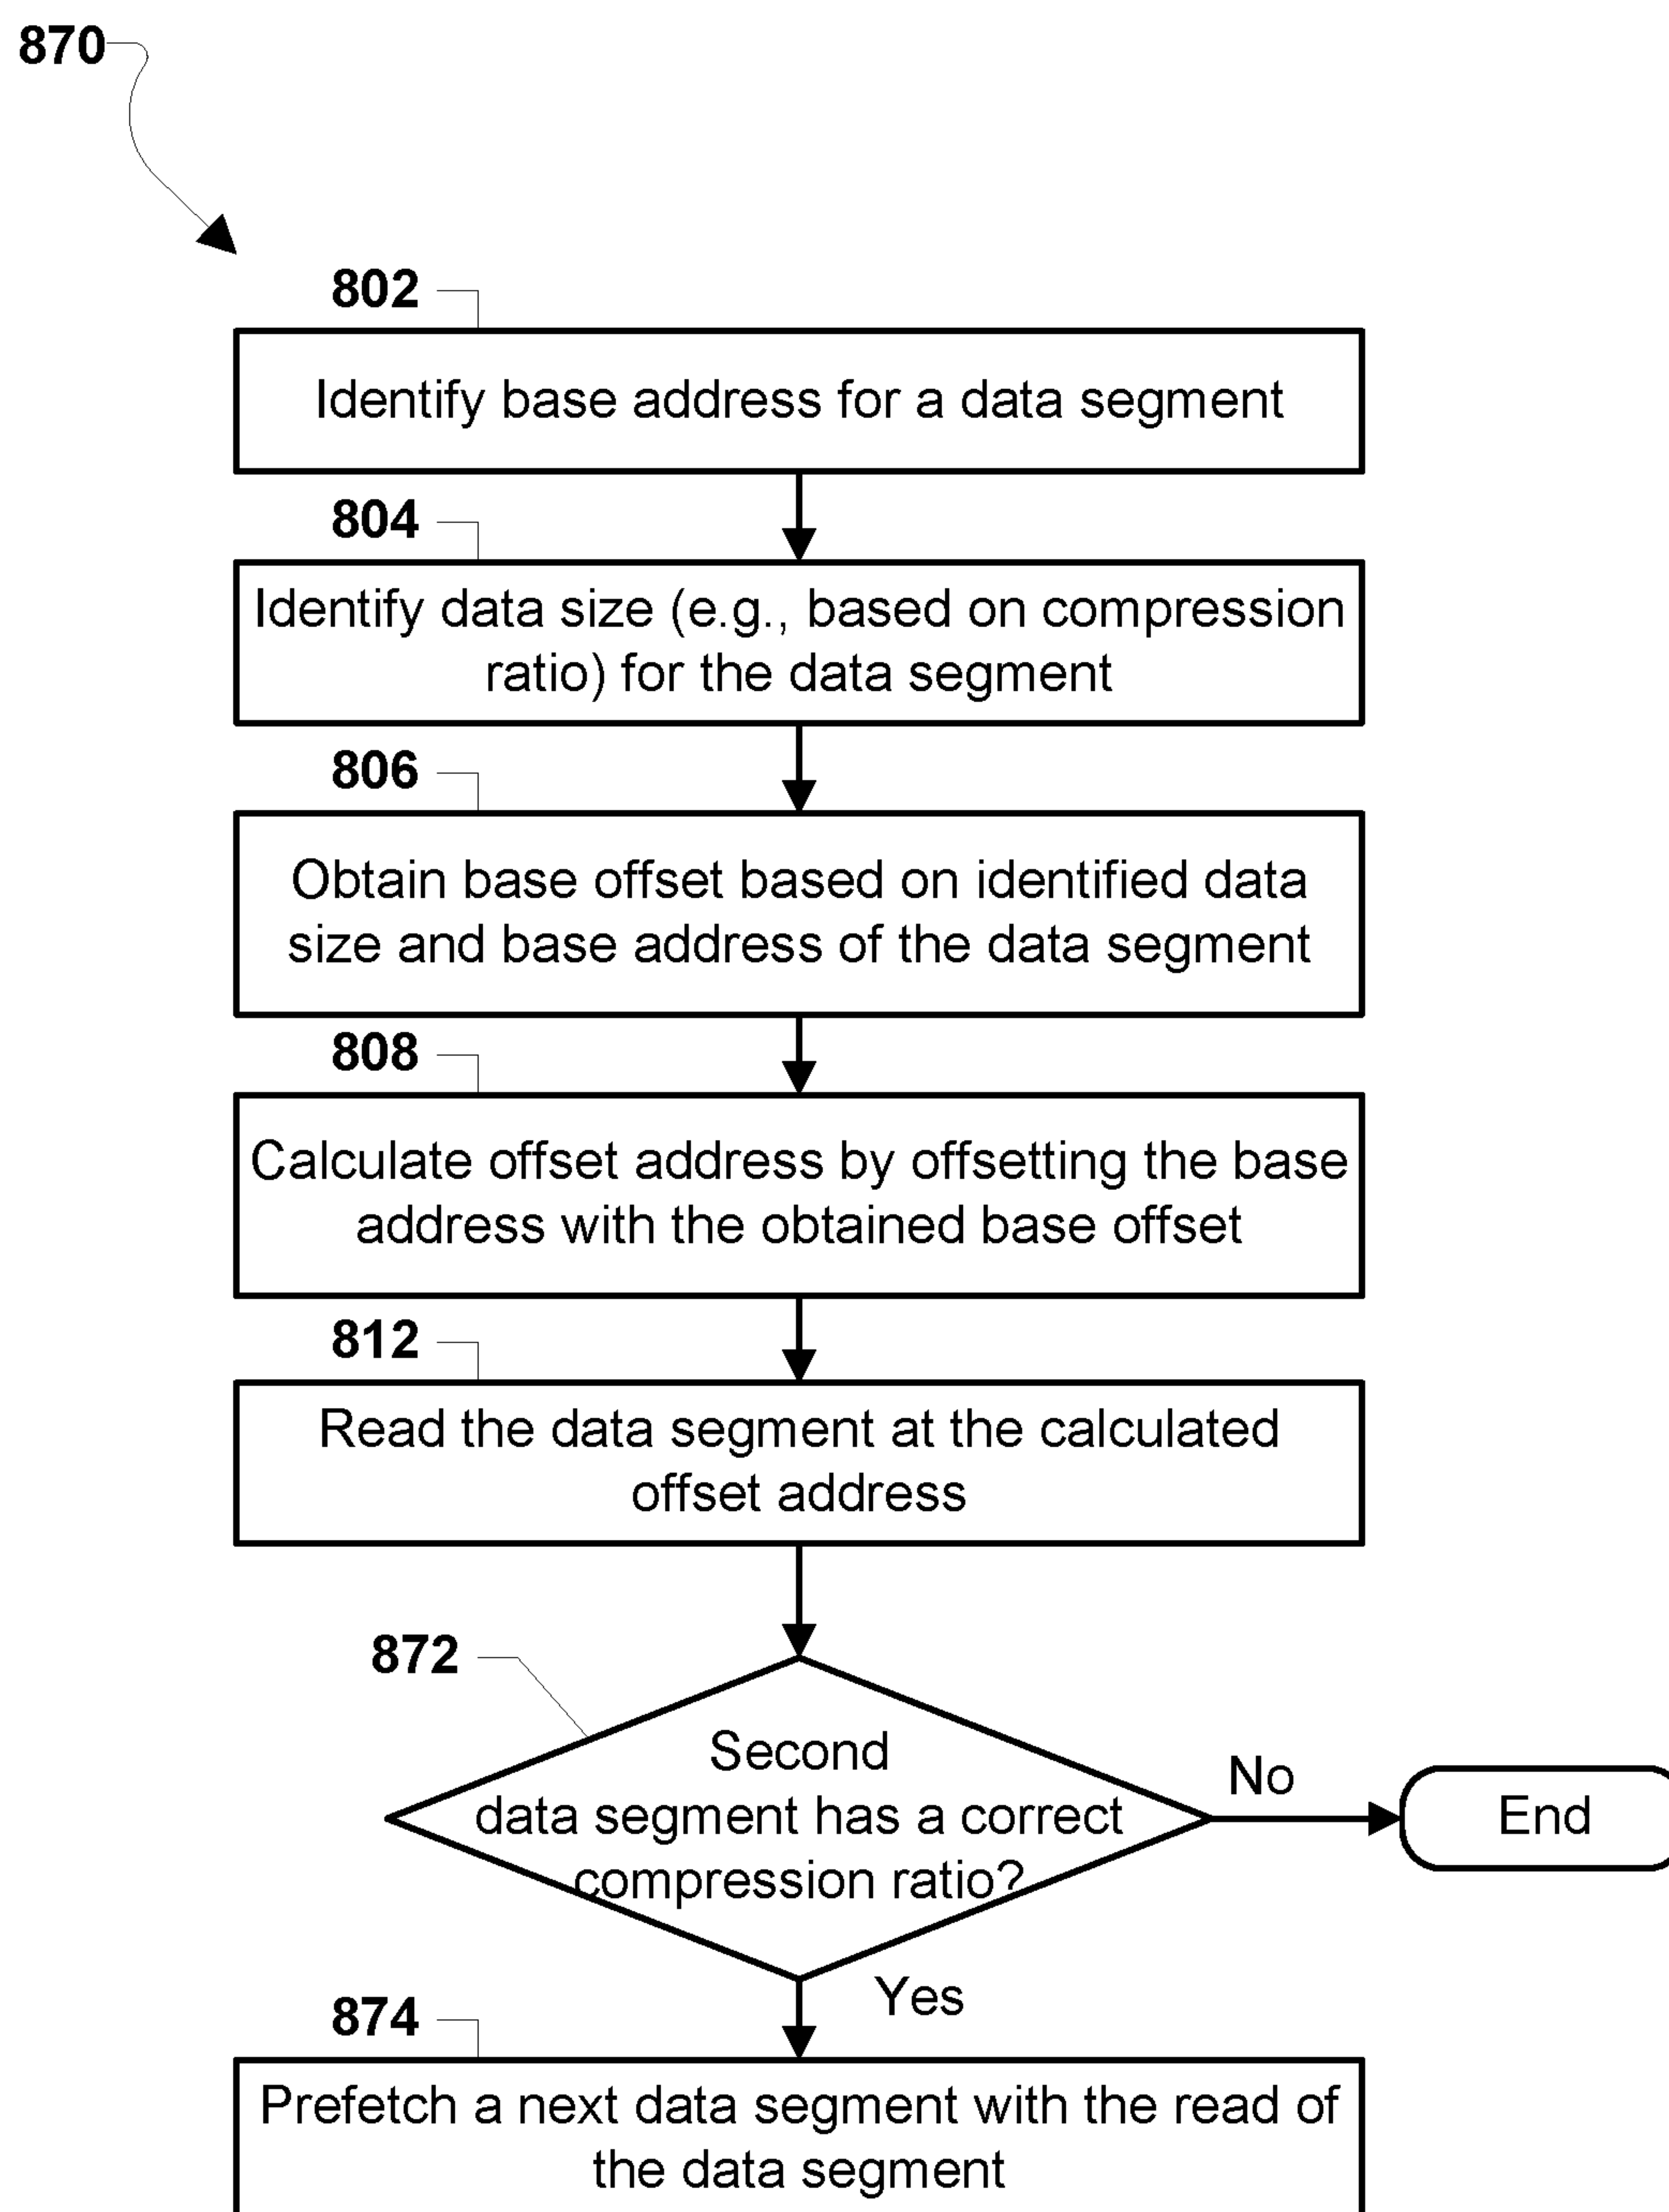 870
802
Identify base address for a data segment
804
Identify data size (e.g., based on compression
ratio) for the data segment
806
Obtain base offset based on identified data
size and base address of the data segment
808
Calculate offset address by offsetting the base
address with the obtained base offset
812
Read the data segment at the calculated
offset address
872
Second
data segment has a correct
compression ratio?
No
End
Yes
874
Prefetch a next data segment with the read of
the data segment